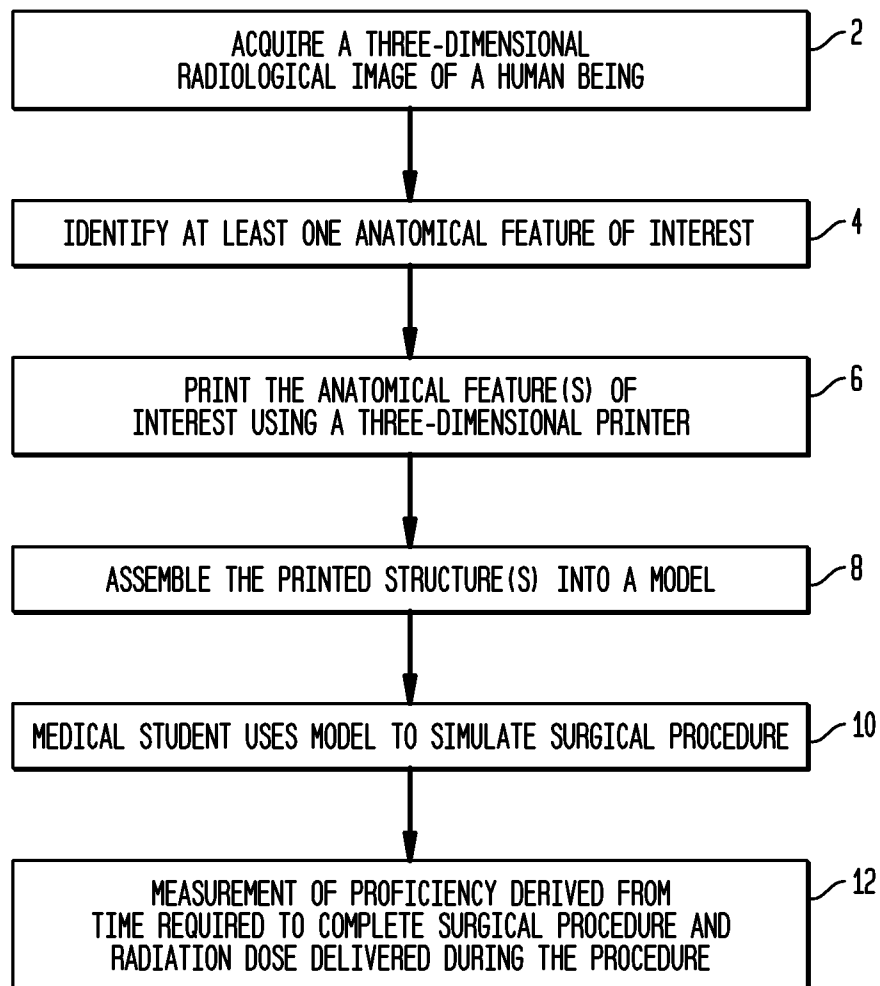 ACQUIRE A THREE-DIMENSIONAL
RADIOLOGICAL IMAGE OF A HUMAN BEING
2
IDENTIFY AT LEAST ONE ANATOMICAL FEATURE OF INTEREST
4
PRINT THE ANATOMICAL FEATURE(S) OF
INTEREST USING A THREE-DIMENSIONAL PRINTER
6
ASSEMBLE THE PRINTED STRUCTURE(S) INTO A MODEL
8
MEDICAL STUDENT USES MODEL TO SIMULATE SURGICAL PROCEDURE
10
MEASUREMENT OF PROFICIENCY DERIVED FROM
TIME REQUIRED TO COMPLETE SURGICAL PROCEDURE AND
RADIATION DOSE DELIVERED DURING THE PROCEDURE
12